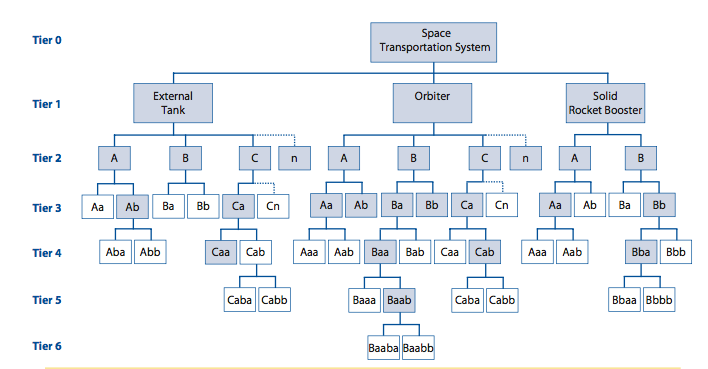 Tier 0
Space
Transportation System
Tier 1
External
Tank
Orbiter
Solid
Rocket Booster
Tier 2
A B C n A B C n A B
Tier 3
Aa Ab Ba Bb Ca Cn Aa Ab Ba Bb Ca Cn Aa Ab Ba Bb
Tier 4
Aba Abb Caa Cab Aaa Aab Baa Bab Caa Cab Aaa Aab Bba Bbb
Tier 5
Caba Cabb Baaa Baab Caba Cabb Bbaa Bbbb
Tier 6
Baaba Baabb